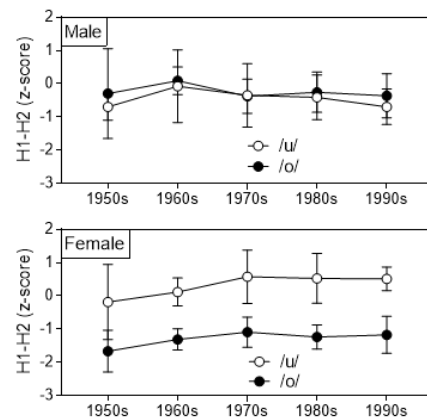 Male
H1-H2 (z-score)
2
1
0
-1
-2
-3
/u/
/o/
1950s 1960s 1970s 1980s 1990s
Female
H1-H2 (z-score)
2
1
0
-1
-2
-3
/u/
/o/
1950s 1960s 1970s 1980s 1990s